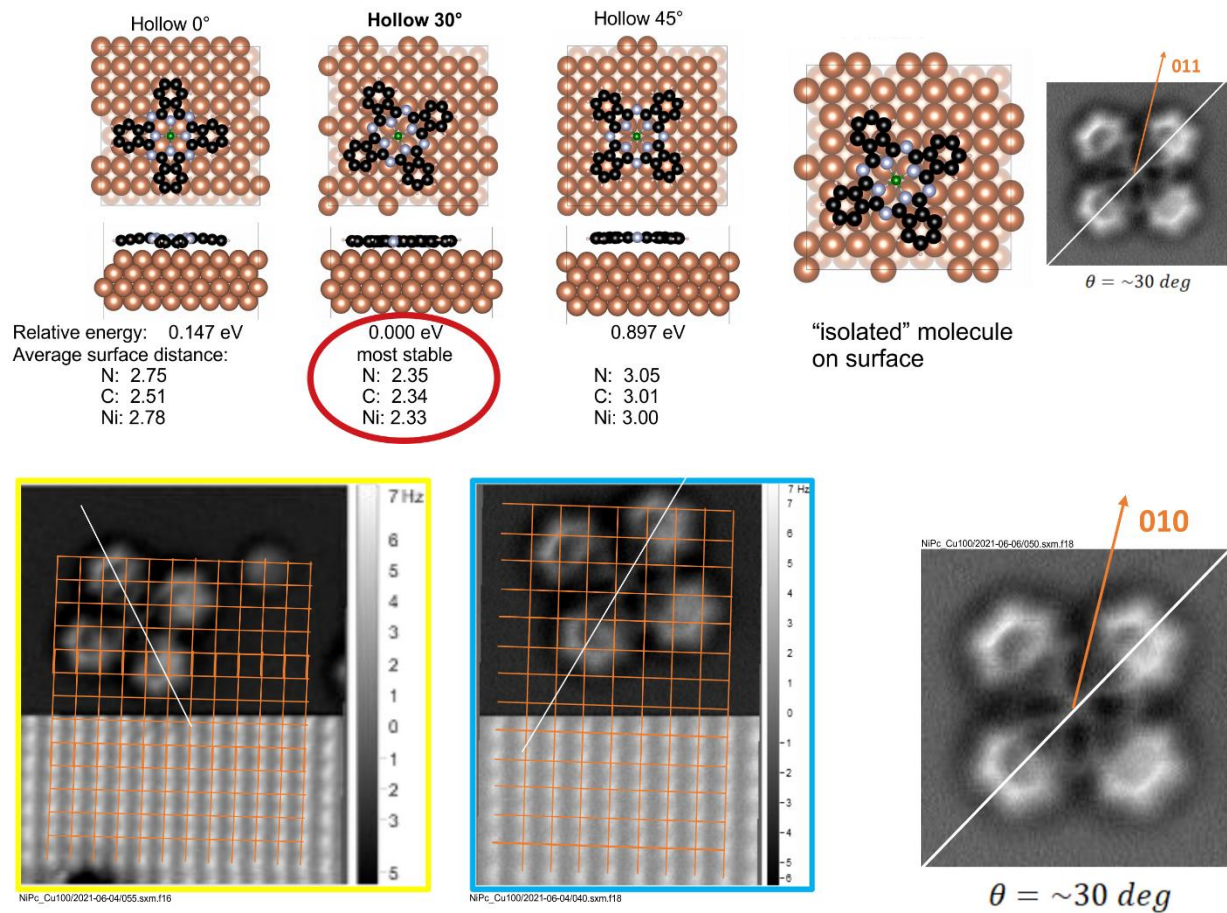 Hollow 0°
Hollow 30°
Hollow 45°
011
θ = ~30 deg
Relative energy: 0.147 eV
0.000 eV
0.897 eV
Average surface distance:
most stable
N: 2.75
N: 2.35
N: 3.05
C: 2.51
C: 2.34
C: 3.01
Ni: 2.78
Ni: 2.33
Ni: 3.00
"isolated" molecule
on surface
7 Hz
6
5
4
3
2
1
0
-1
-2
-3
-5
NiPc_Cu100/2021-06-04/055.sxm.f16
7 Hz
6
5
4
3
2
1
0
-1
-2
-3
-4
-5
-6
NiPc_Cu100/2021-06-04/040.sxm.f18
010
NiPc_Cu100/2021-06-06/050.sxm.f18
θ = ~30 deg